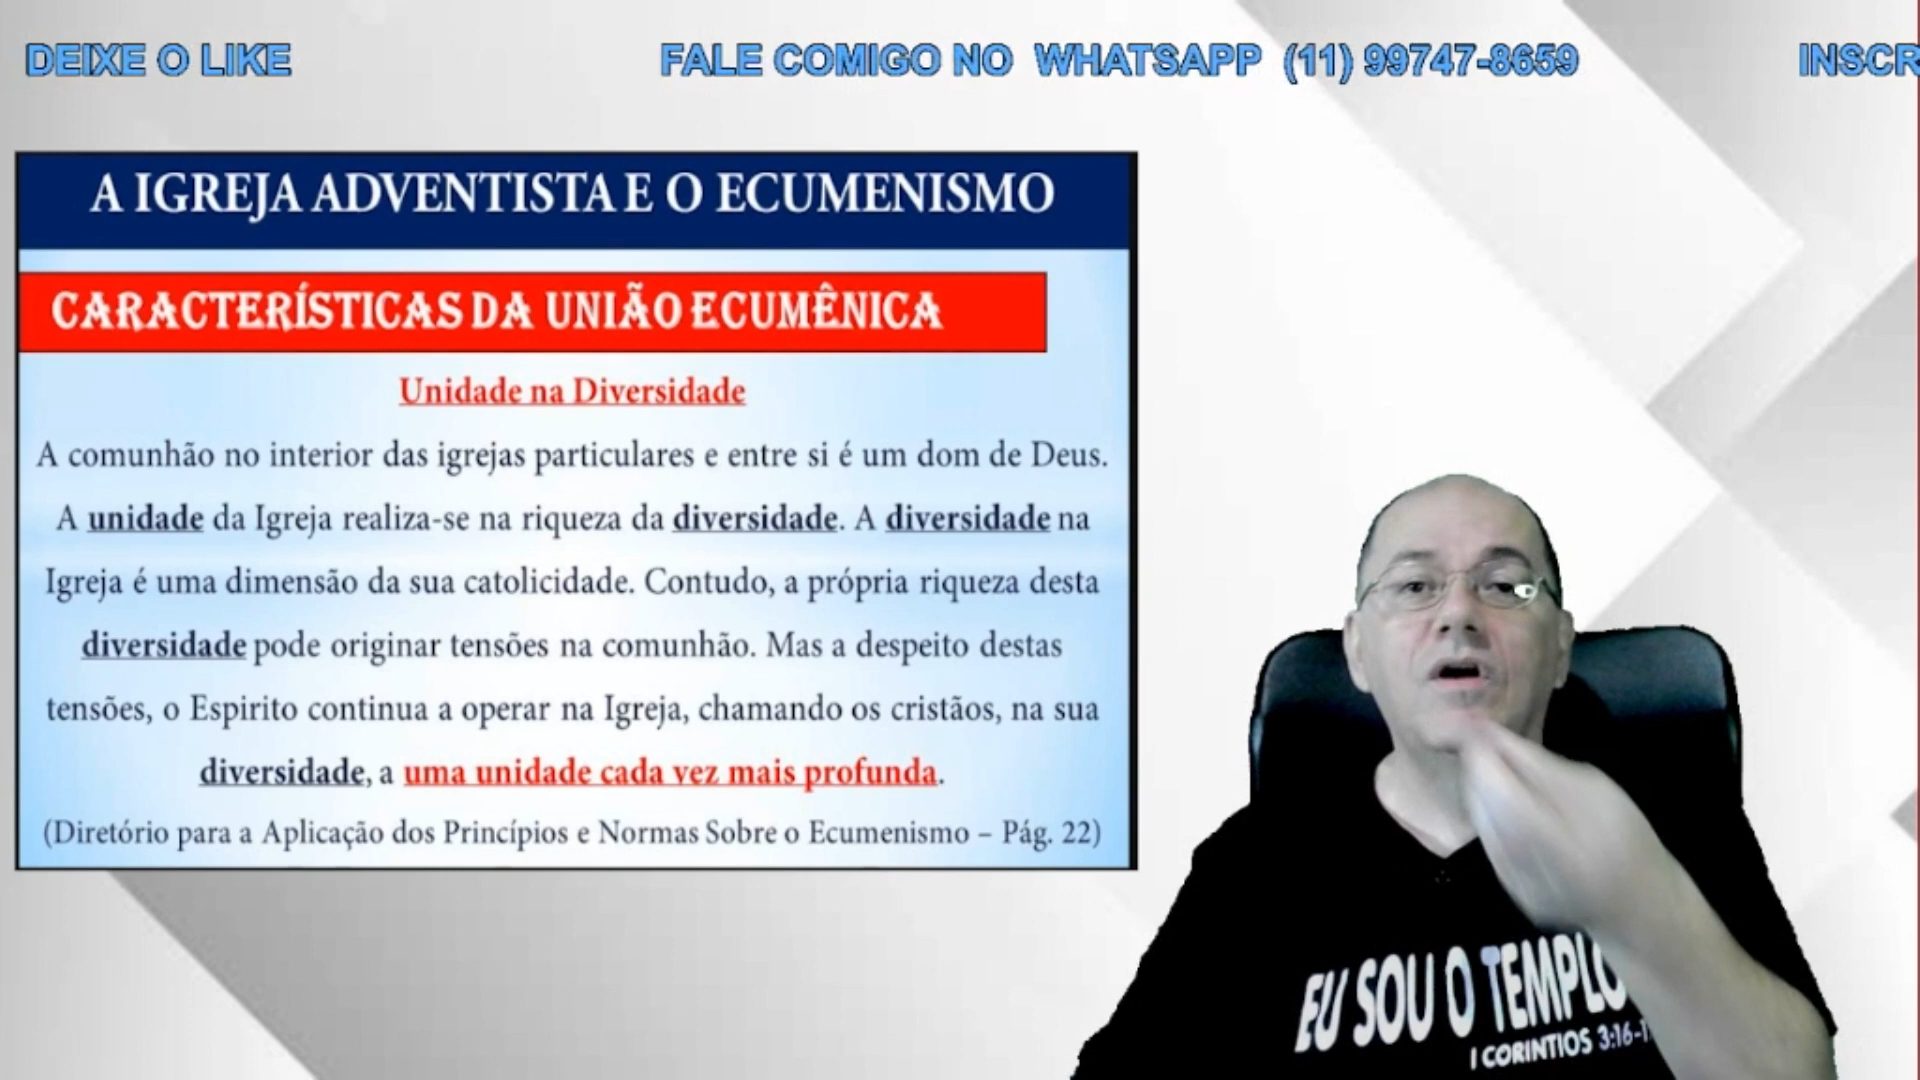 DEIXE O LIKE
FALE COMIGO NO WHATSAPP (11) 99747-8659
INSCR
A IGREJA ADVENTISTA E O ECUMENISMO
CARACTERÍSTICAS DA UNIÃO ECUMÊNICA
Unidade na Diversidade
A comunhão no interior das igrejas particulares e entre si é um dom de Deus.
A unidade da Igreja realiza-se na riqueza da diversidade. A diversidade na
Igreja é uma dimensão da sua catolicidade. Contudo, a própria riqueza desta
diversidade pode originar tensões na comunhão. Mas a despeito destas
tensões, o Espirito continua a operar na Igreja, chamando os cristãos, na sua
diversidade, a uma unidade cada vez mais profunda.
(Diretório para a Aplicação dos Princípios e Normas Sobre o Ecumenismo – Pág. 22)
EU SOU O TEMPLO
I CORINTIOS 3:16-1